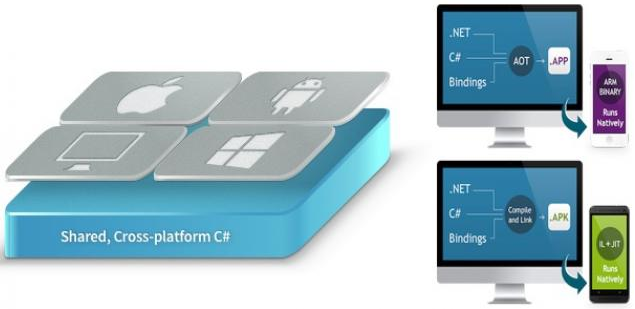 Shared, Cross-platform C#
.NET
C#
Bindings
AOT
.APP
ARM
BINARY
Runs
Natively
.NET
C#
Bindings
Compile
and Link
.APK
IL+JIT
Runs
Natively